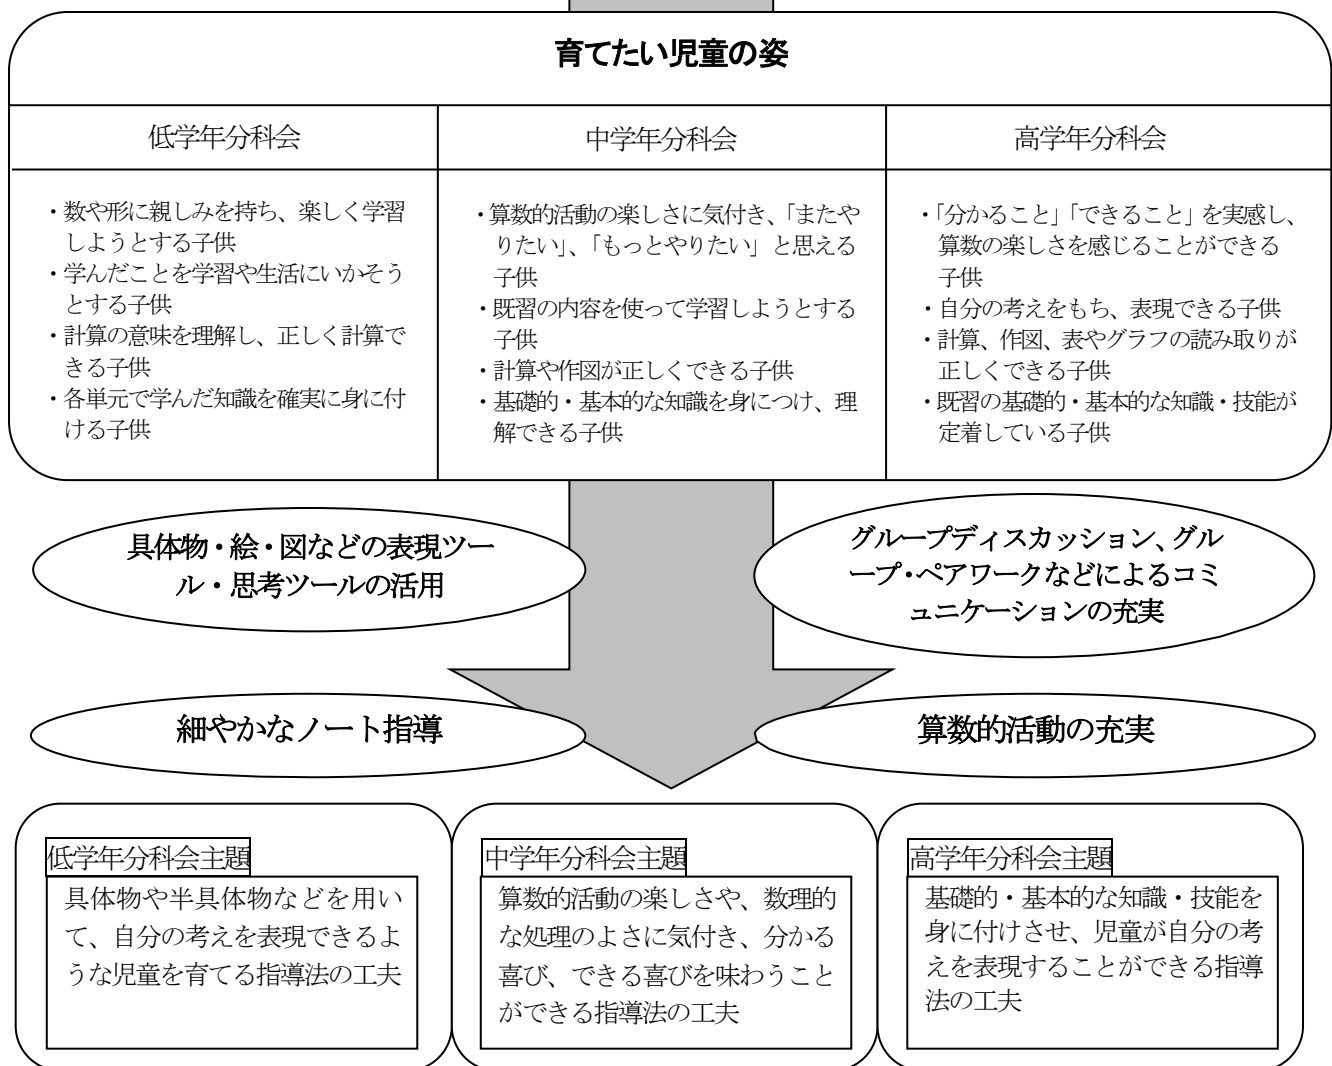 育てたい児童の姿
低学年分科会
中学年分科会
高学年分科会
・数や形に親しみを持ち、楽しく学習
しようとする子供
・学んだことを学習や生活にいかそう
とする子供
・計算の意味を理解し、正しく計算で
きる子供
・各単元で学んだ知識を確実に身に付
ける子供
・算数的活動の楽しさに気付き、「またや
りたい」、「もっとやりたい」と思える
子供
・既習の内容を使って学習しようとする
子供
・計算や作図が正しくできる子供
・基礎的・基本的な知識を身につけ、理
解できる子供
・「分かること」「できること」を実感し、
算数の楽しさを感じることができる
子供
・自分の考えをもち、表現できる子供
・計算、作図、表やグラフの読み取りが
正しくできる子供
・既習の基礎的・基本的な知識・技能が
定着している子供
具体物・絵・図などの表現ツー
ル・思考ツールの活用
グループディスカッション、グル
ープ・ペアワークなどによるコミ
ュニケーションの充実
細やかなノート指導
算数的活動の充実
低学年分科会主題
具体物や半具体物などを用い
て、自分の考えを表現できるよ
うな児童を育てる指導法の工夫
中学年分科会主題
算数的活動の楽しさや、数理的
な処理のよさに気付き、分かる
喜び、できる喜びを味わうこと
ができる指導法の工夫
高学年分科会主題
基礎的・基本的な知識・技能を
身に付けさせ、児童が自分の考
えを表現することができる指導
法の工夫